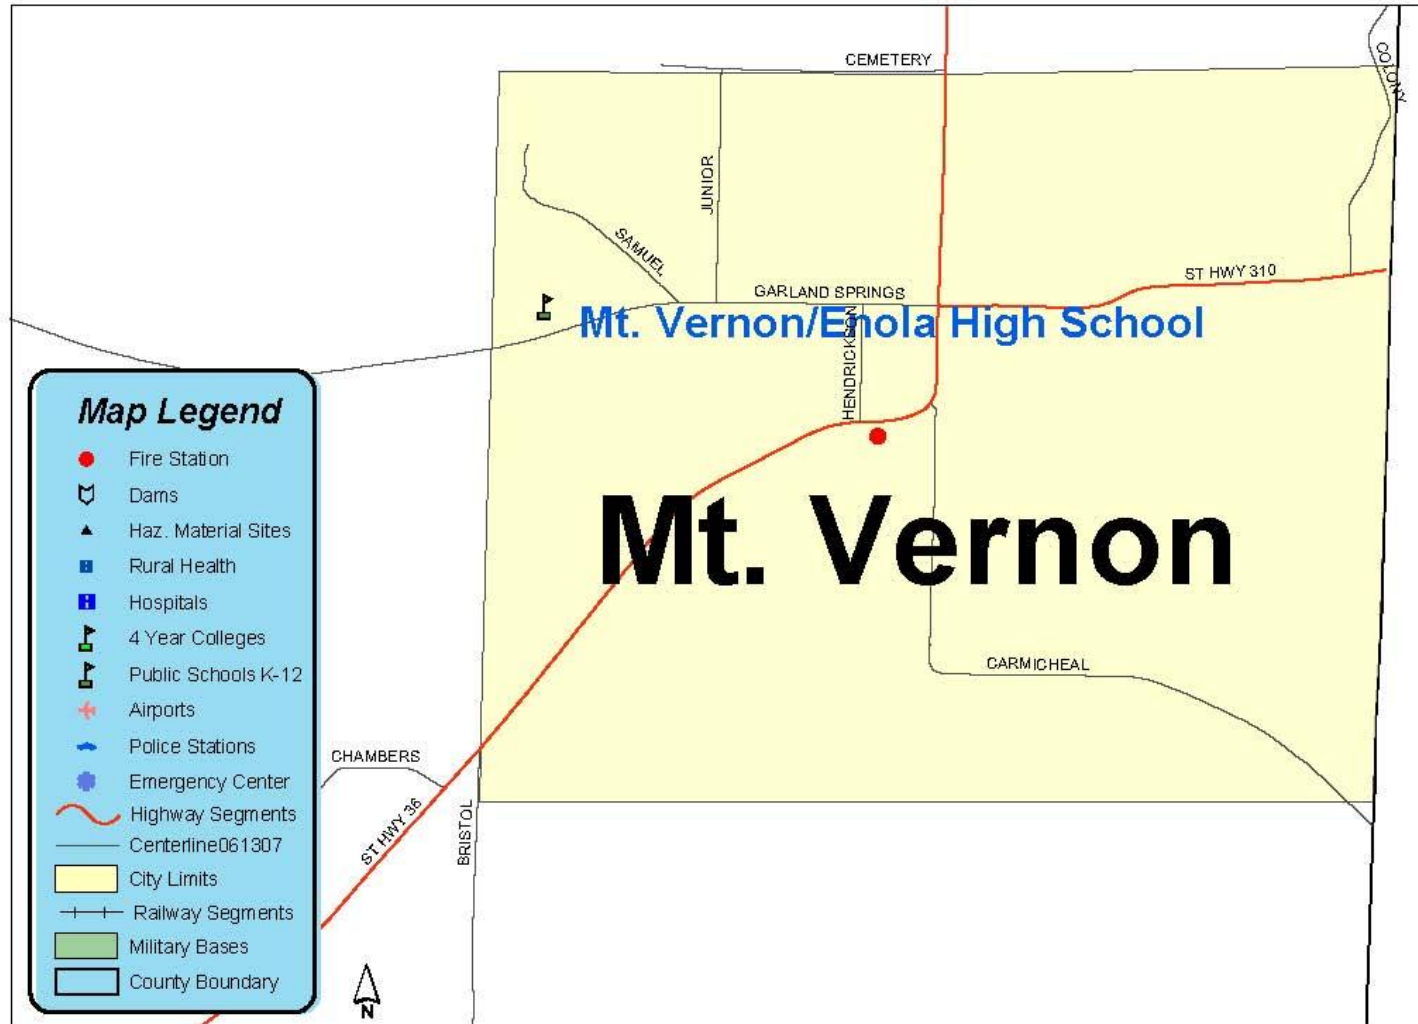 CEMETERY
COLONY
JUNIOR
SAMUEL
ST HWY 310
GARLAND SPRINGS
Mt. Vernon/Enola High School
HENDRICKSON
Mt. Vernon
CARMICHEAL
CHAMBERS
ST HWY 36
BRISTOL
Map Legend
Fire Station
Dams
Haz. Material Sites
Rural Health
Hospitals
4 Year Colleges
Public Schools K-12
Airports
Police Stations
Emergency Center
Highway Segments
Centerline061307
City Limits
Railway Segments
Military Bases
County Boundary
N